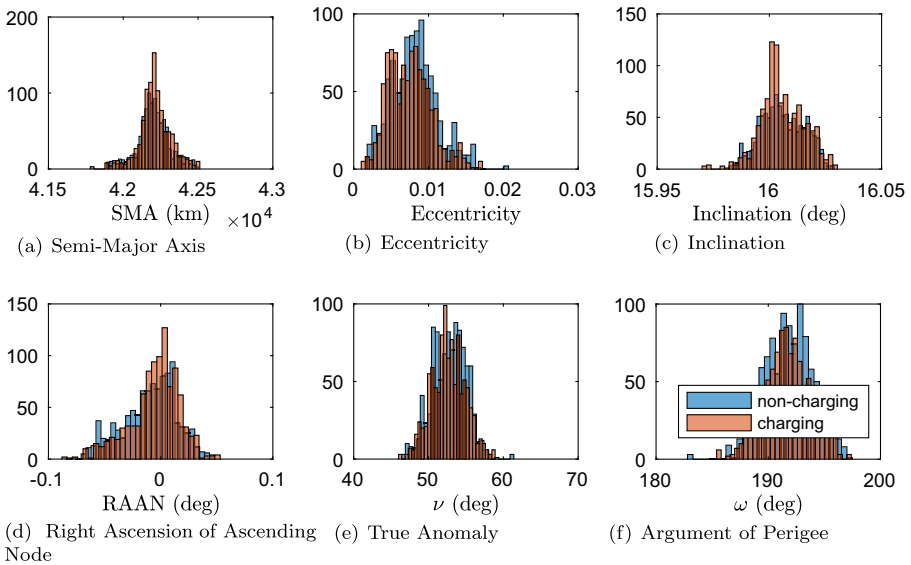 200
100
0
4.15
4.2
4.25
4.3
SMA (km)
×10⁴
(a) Semi-Major Axis
100
50
0
0
0.01
0.02
0.03
Eccentricity
(b) Eccentricity
150
100
50
0
15.95
16
16.05
Inclination (deg)
(c) Inclination
150
100
50
0
-0.1
0
0.1
RAAN (deg)
(d) Right Ascension of Ascending
Node
100
50
0
40
50
60
70
ν (deg)
(e) True Anomaly
100
50
0
non-charging
charging
180
190
200
ω (deg)
(f) Argument of Perigee